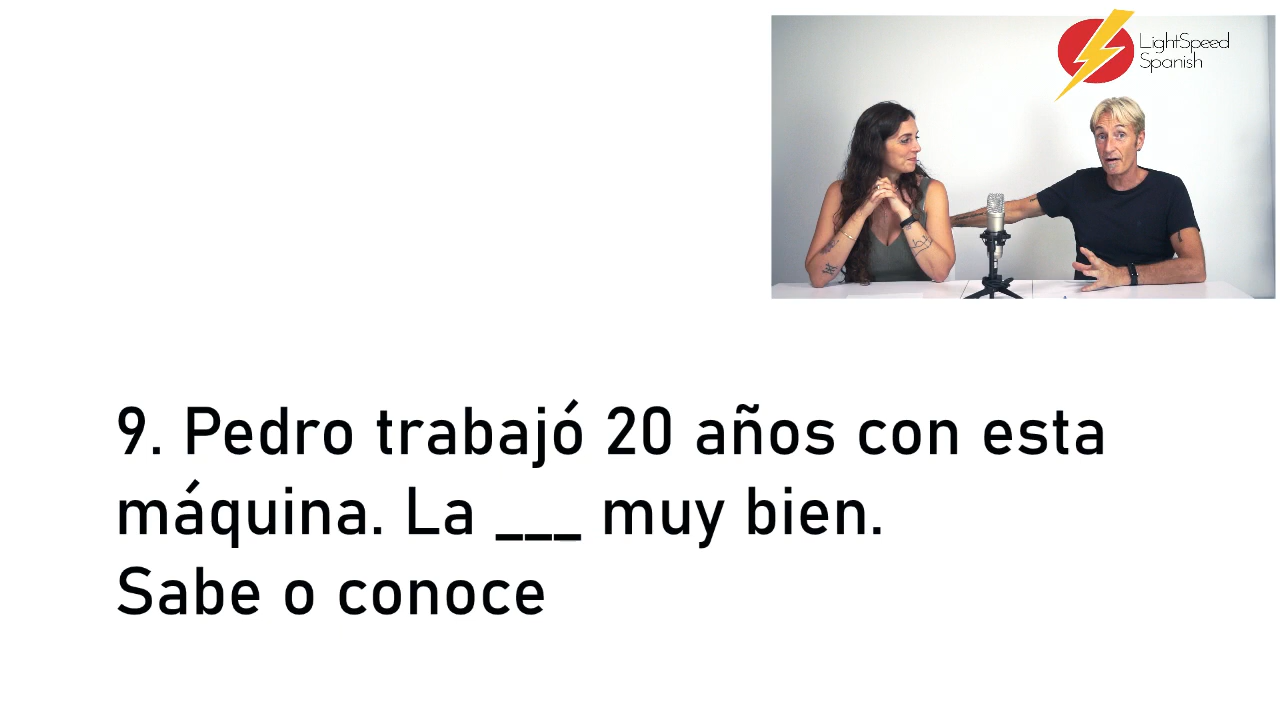 LightSpeed
Spanish
9. Pedro trabajó 20 años con esta
máquina. La ___ muy bien.
Sabe o conoce